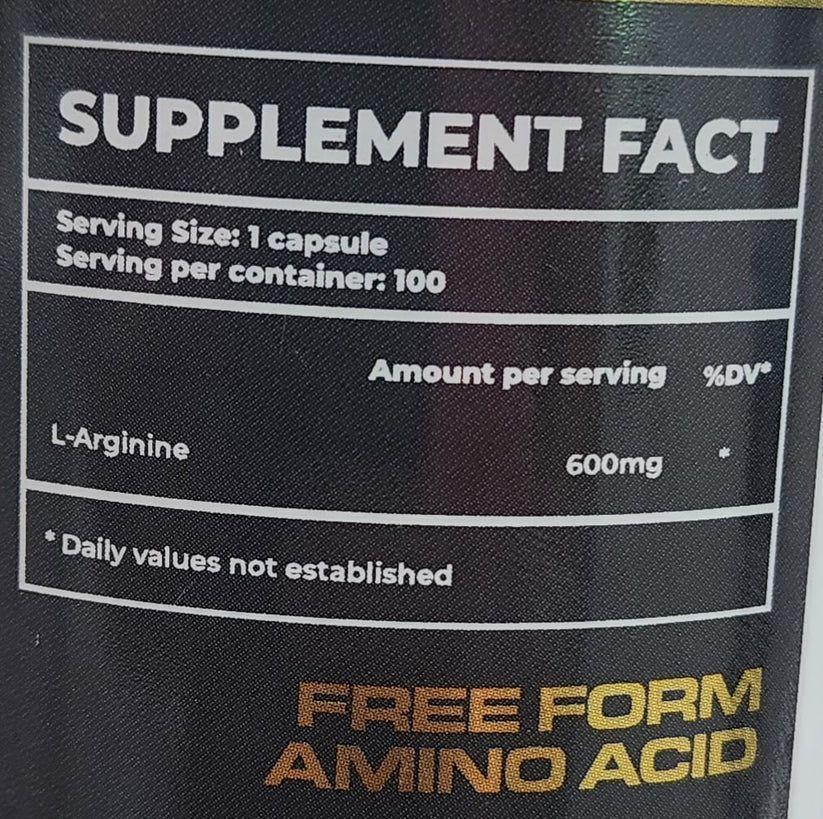 SUPPLEMENT FACT
Serving Size: 1 capsule
Serving per container: 100
Amount per serving %DV*
L-Arginine 600mg *
* Daily values not established
FREE FORM
AMINO ACID